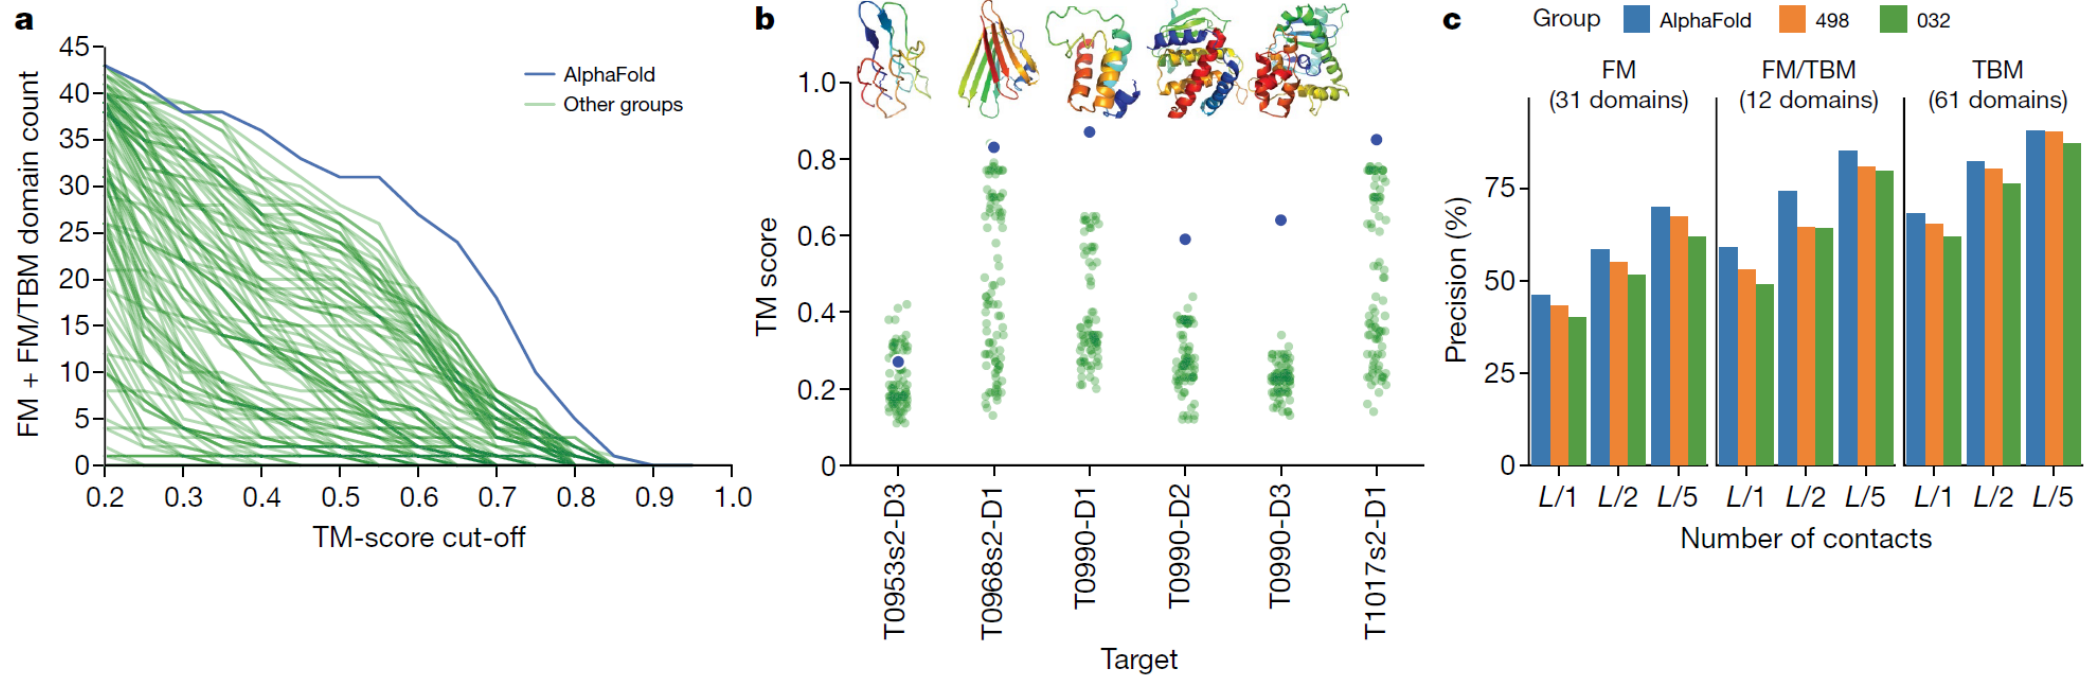 a
FM + FM/TBM domain count
45
40
35
30
25
20
15
10
5
0
0.2 0.3 0.4 0.5 0.6 0.7 0.8 0.9 1.0
TM-score cut-off
AlphaFold
Other groups
b
TM score
1.0
0.8
0.6
0.4
0.2
0
T0953s2-D3
T0968s2-D1
T0990-D1
T0990-D2
T0990-D3
T1017s2-D1
Target
c
Group AlphaFold 498 032
FM FM/TBM TBM
(31 domains) (12 domains) (61 domains)
Precision (%)
75
50
25
0
L/1 L/2 L/5 L/1 L/2 L/5 L/1 L/2 L/5
Number of contacts